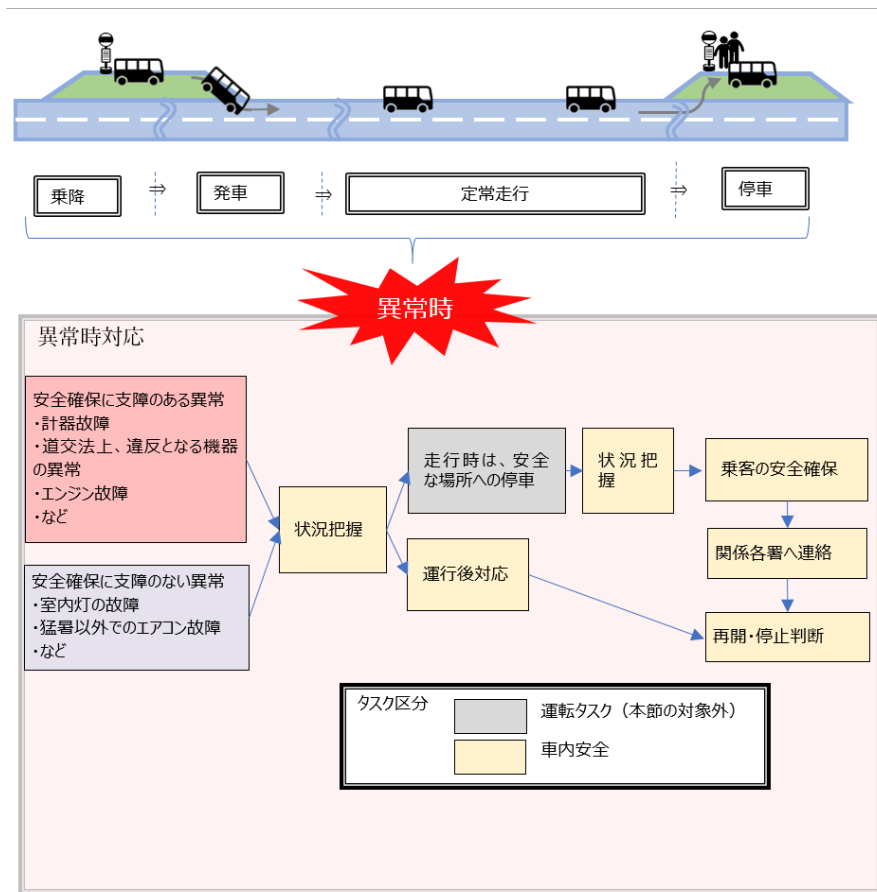 乗降
⇒
発車
⇒
定常走行
⇒
停車
異常時
異常時対応
安全確保に支障のある異常
・計器故障
・道交法上、違反となる機器
の異常
・エンジン故障
・など
安全確保に支障のない異常
・室内灯の故障
・猛暑以外でのエアコン故障
・など
状況把握
走行時は、安全
な場所への停車
運行後対応
状況把
握
乗客の安全確保
関係各署へ連絡
再開・停止判断
タスク区分
運転タスク（本節の対象外）
車内安全